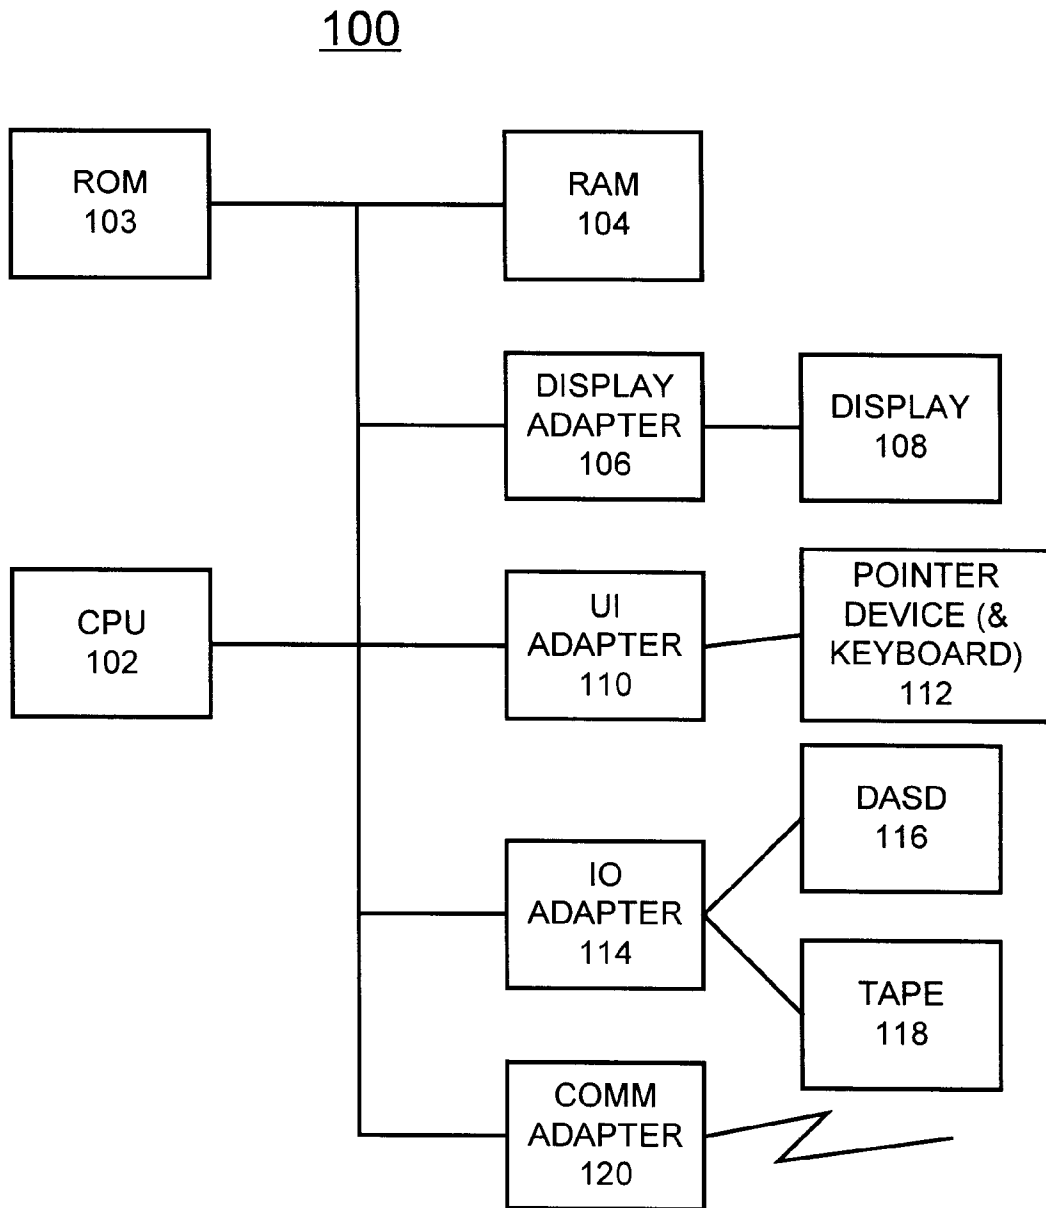 100
ROM
103
RAM
104
DISPLAY
ADAPTER
106
DISPLAY
108
CPU
102
UI
ADAPTER
110
POINTER
DEVICE (&
KEYBOARD)
112
DASD
116
IO
ADAPTER
114
TAPE
118
COMM
ADAPTER
120